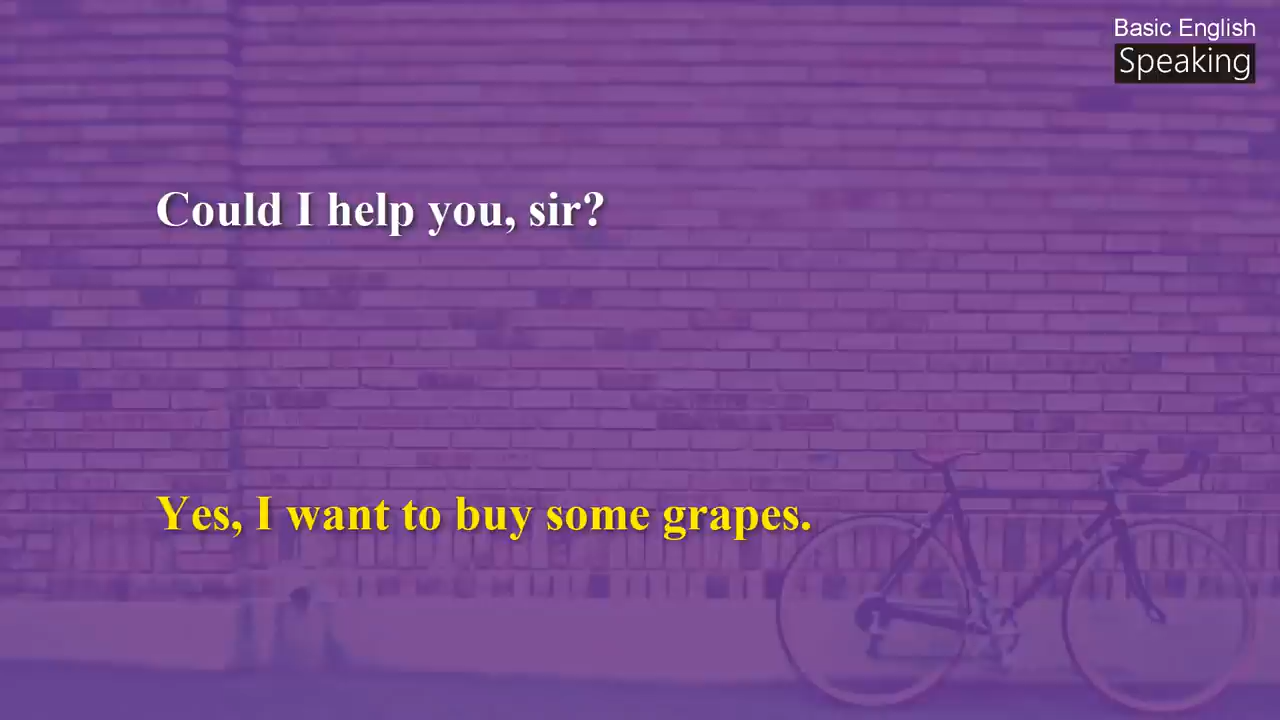 Basic English
Speaking
Could I help you, sir?
Yes, I want to buy some grapes.